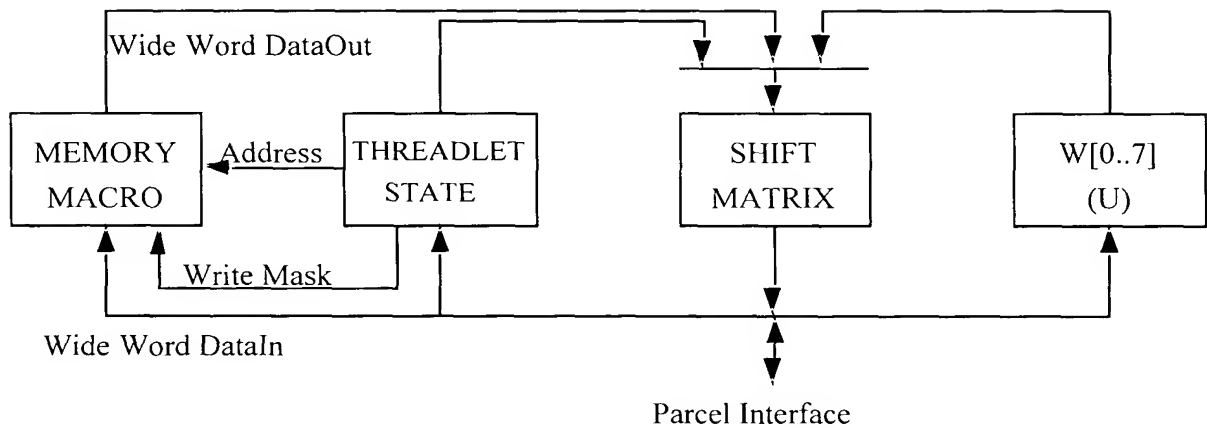 Wide Word DataOut
MEMORY
MACRO
Address
THREADLET
STATE
SHIFT
MATRIX
W[0..7]
(U)
Write Mask
Wide Word DataIn
Parcel Interface